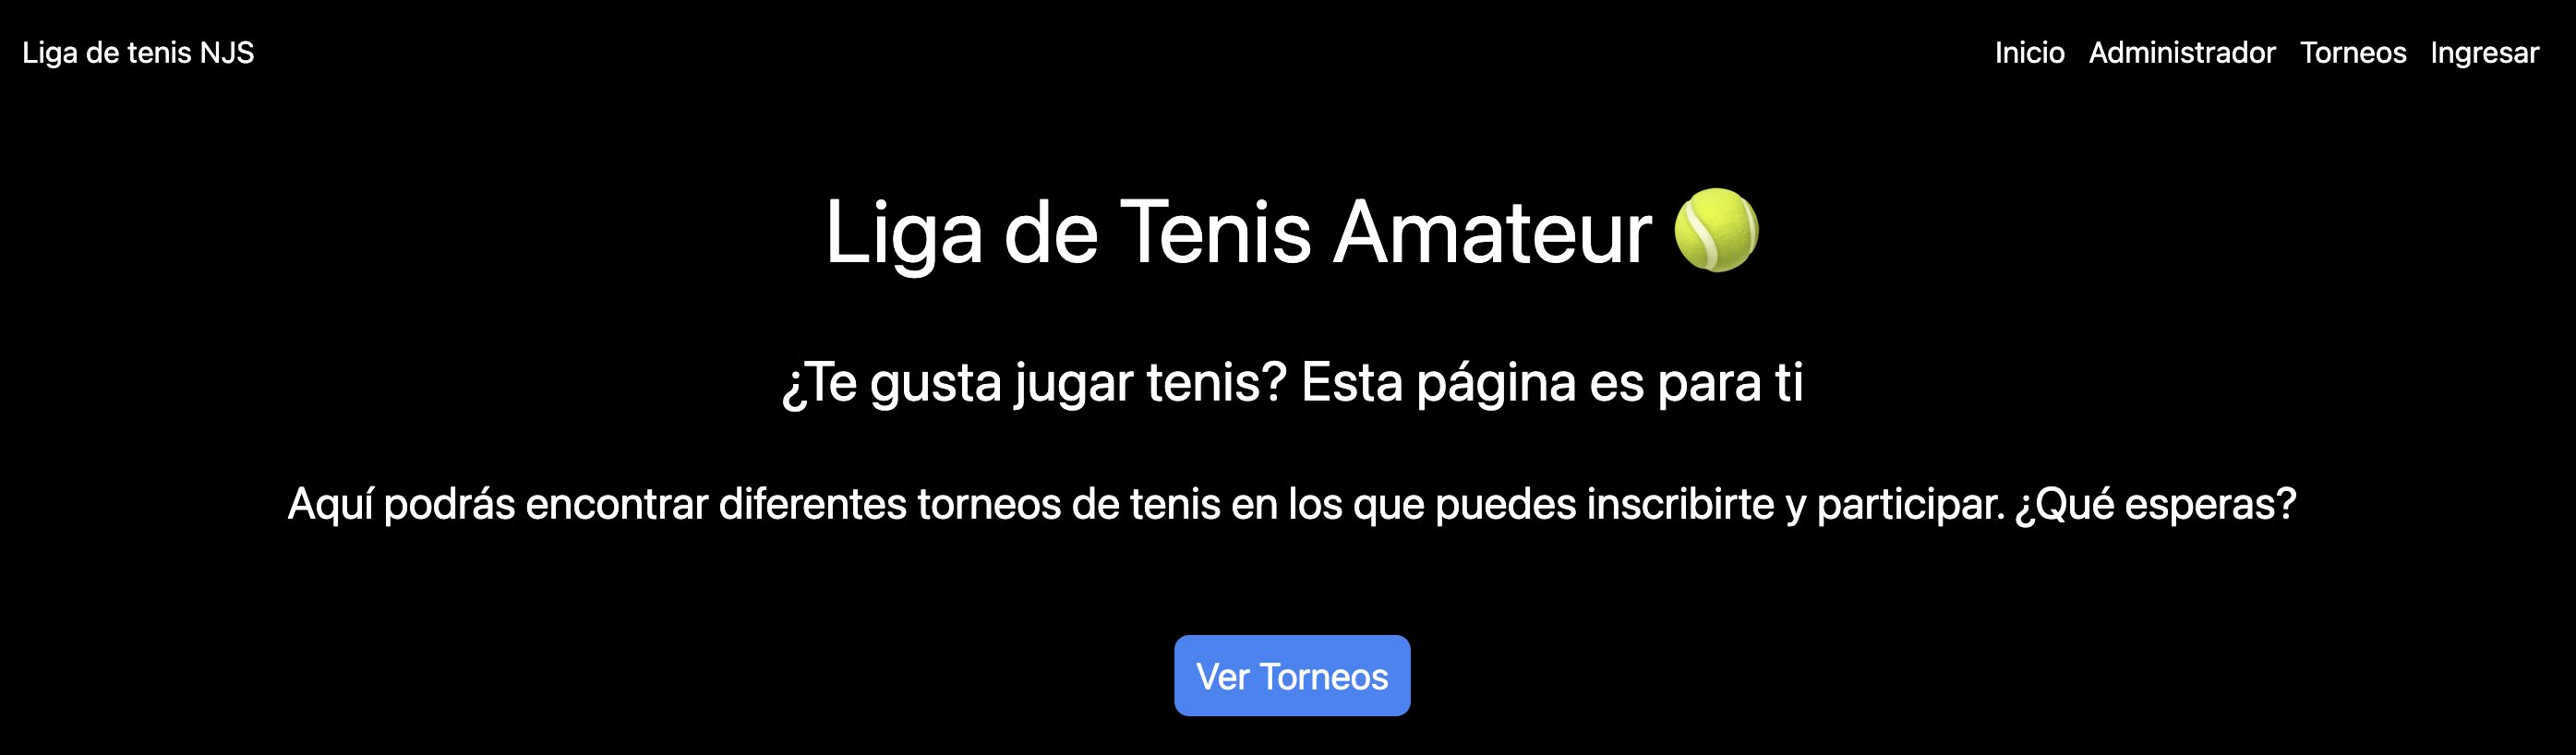 Liga de tenis NJS
Inicio Administrador Torneos Ingresar
Liga de Tenis Amateur 🎾
¿Te gusta jugar tenis? Esta página es para ti
Aquí podrás encontrar diferentes torneos de tenis en los que puedes inscribirte y participar. ¿Qué esperas?
Ver Torneos